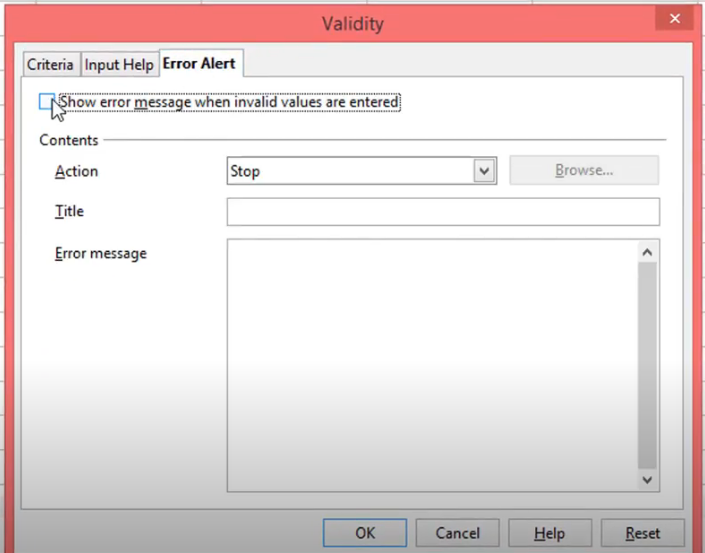 Validity
Criteria Input Help Error Alert
Show error message when invalid values are entered
Contents
Action Stop Browse...
Title
Error message
OK Cancel Help Reset